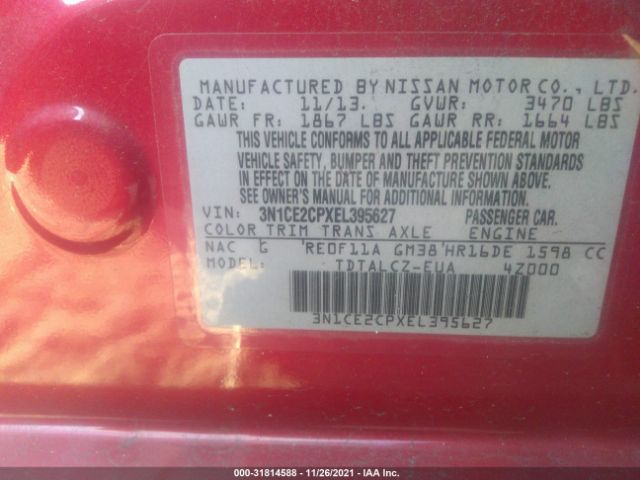 MANUFACTURED BY NISSAN MOTOR CO., LTD.
DATE: 11/13. GVWR: 3470 LBS
GAWR FR: 1867 LBS GAWR RR: 1664 LBS
THIS VEHICLE CONFORMS TO ALL APPLICABLE FEDERAL MOTOR
VEHICLE SAFETY, BUMPER AND THEFT PREVENTION STANDARDS
IN EFFECT ON THE DATE OF MANUFACTURE SHOWN ABOVE.
SEE OWNER'S MANUAL FOR ADDITIONAL INFORMATION.
VIN: 3N1CE2CPXEL395627 PASSENGER CAR.
COLOR TRIM TRANS AXLE ENGINE
NAC G RE0F11A GM38 HR16DE 1598 CC
MODEL: TDTALCZ-EUA 4Z000
3N1CE2CPXEL395627
000-31814588 - 11/26/2021 - IAA Inc.